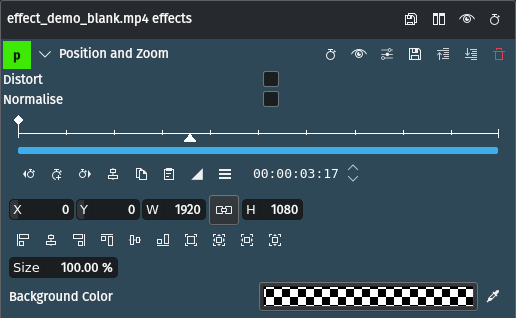 effect_demo_blank.mp4 effects
p Position and Zoom
Distort
Normalise
00:00:03:17
X 0 Y 0 W 1920 H 1080
Size 100.00 %
Background Color